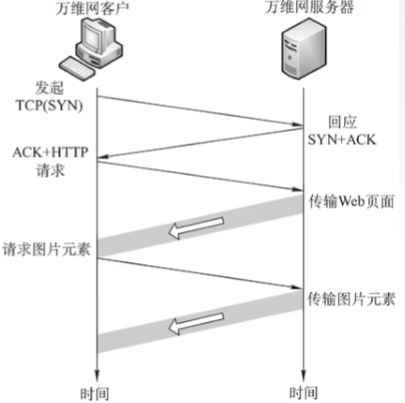 万维网客户
万维网服务器
发起
TCP(SYN)
回应
SYN+ACK
ACK+HTTP
请求
传输Web页面
请求图片元素
传输图片元素
时间
时间